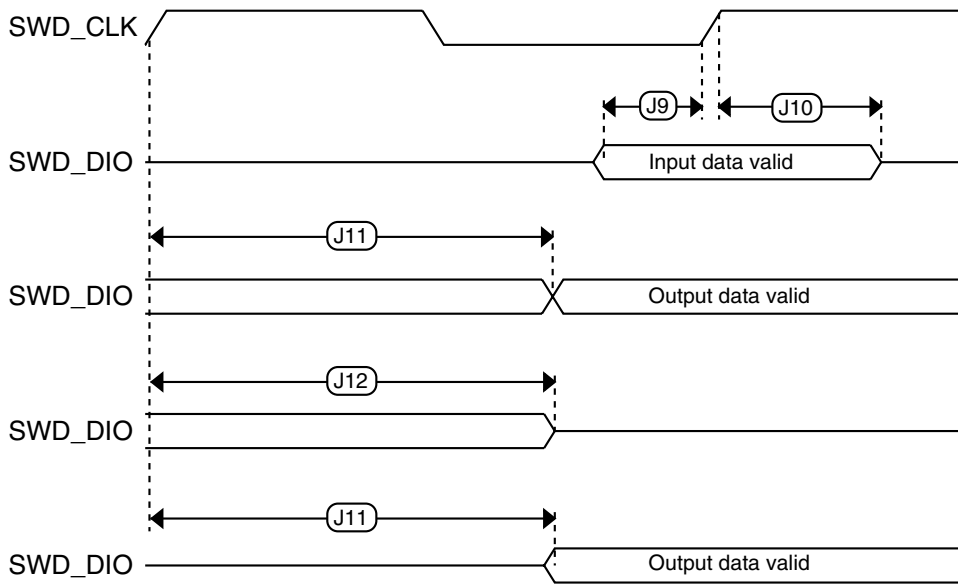 SWD_CLK
J9
J10
SWD_DIO
Input data valid
J11
SWD_DIO
Output data valid
J12
SWD_DIO
J11
SWD_DIO
Output data valid